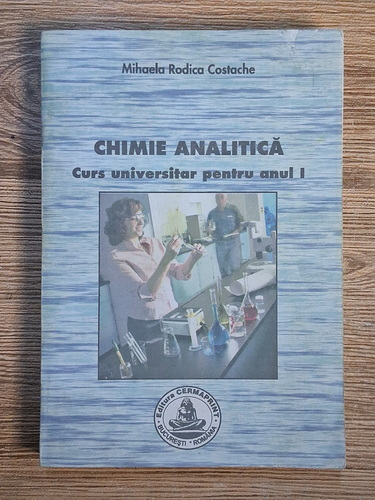 Mihaela Rodica Costache
CHIMIE ANALITICĂ
Curs universitar pentru anul I
Editura CERMAPRINT
BUCUREȘTI * ROMÂNIA